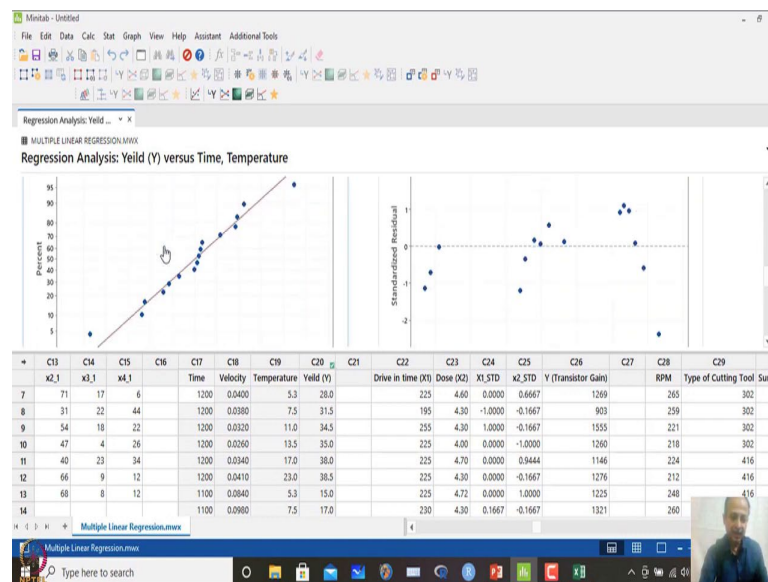 Minitab - Untitled
File Edit Data Calc Stat Graph View Help Assistant Additional Tools
Regression Analysis: Yeild ...
MULTIPLE LINEAR REGRESSION.MWX
Regression Analysis: Yeild (Y) versus Time, Temperature
95
90
80
70
60
50
40
30
20
10
5
Percent
1
0
-1
-2
Standardized Residual
C13 C14 C15 C16 C17 C18 C19 C20 C21 C22 C23 C24 C25 C26 C27 C28 C29
x2_1 x3_1 x4_1 Time Velocity Temperature Yeild (Y) Drive in time (X1) Dose (X2) X1_STD x2_STD Y (Transistor Gain) RPM Type of Cutting Tool Sur
7 71 17 6 1200 0.0400 5.3 28.0 225 4.60 0.0000 0.6667 1269 265 302
8 31 22 44 1200 0.0380 7.5 31.5 195 4.30 -1.0000 -0.1667 903 259 302
9 54 18 22 1200 0.0320 11.0 34.5 255 4.30 1.0000 -0.1667 1555 221 302
10 47 4 26 1200 0.0260 13.5 35.0 225 4.00 0.0000 -1.0000 1260 218 302
11 40 23 34 1200 0.0340 17.0 38.0 225 4.70 0.0000 0.9444 1146 224 416
12 66 9 12 1200 0.0410 23.0 38.5 225 4.30 0.0000 -0.1667 1276 212 416
13 68 8 12 1100 0.0840 5.3 15.0 225 4.72 0.0000 1.0000 1225 248 416
14 1100 0.0980 7.5 17.0 230 4.30 0.1667 -0.1667 1321 260
Multiple Linear Regression.mwx
Multiple Linear Regression.mwx
Type here to search
NPTEL